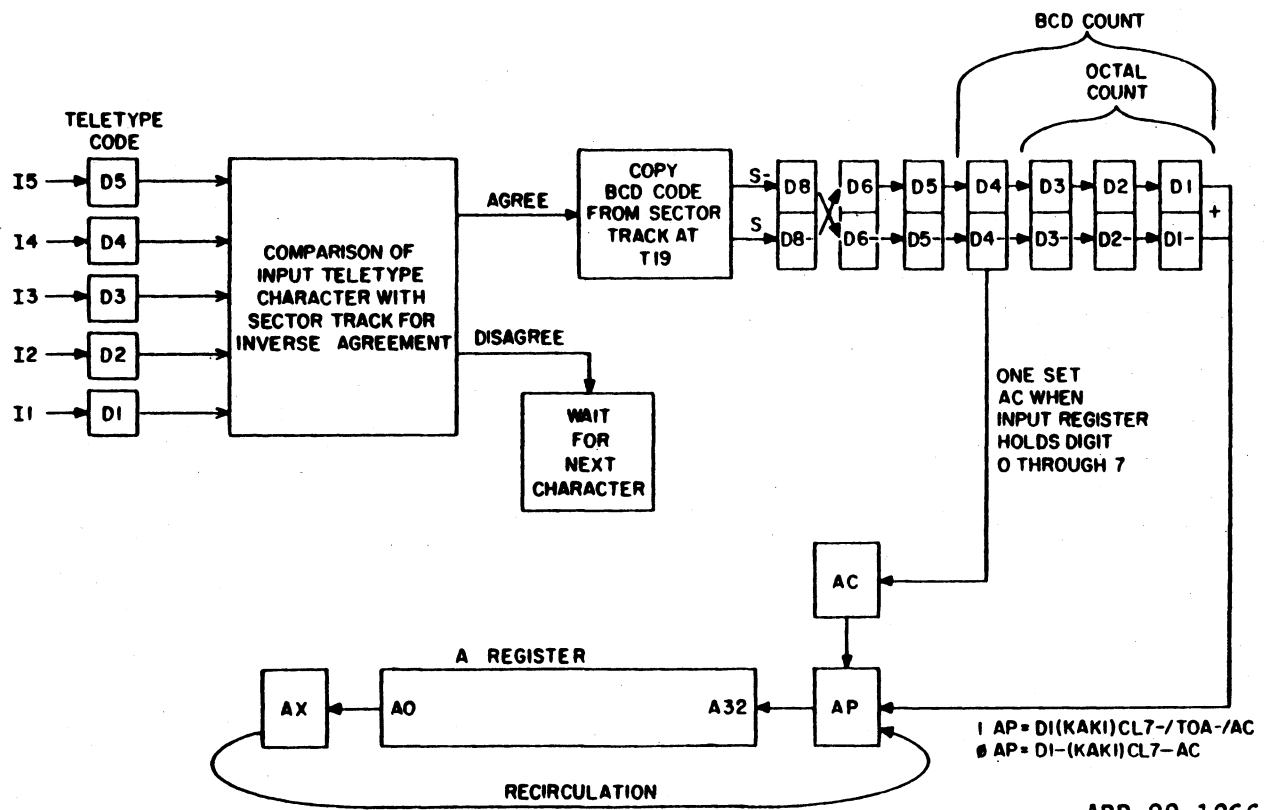 BCD COUNT
OCTAL
COUNT
TELETYPE
CODE
I5 D5
I4 D4
I3 D3
I2 D2
I1 D1
COMPARISON OF
INPUT TELETYPE
CHARACTER WITH
SECTOR TRACK FOR
INVERSE AGREEMENT
AGREE
DISAGREE
WAIT
FOR
NEXT
CHARACTER
COPY
BCD CODE
FROM SECTOR
TRACK AT
T19
S-
S
D8 D6 D5 D4 D3 D2 D1
+
D8- D6- D5- D4- D3- D2- D1-
ONE SET
AC WHEN
INPUT REGISTER
HOLDS DIGIT
0 THROUGH 7
AC
A REGISTER
AX A0 A32 AP
1 AP = D1(KAK1)CL7-/TOA-/AC
0 AP = D1-(KAK1)CL7-AC
RECIRCULATION